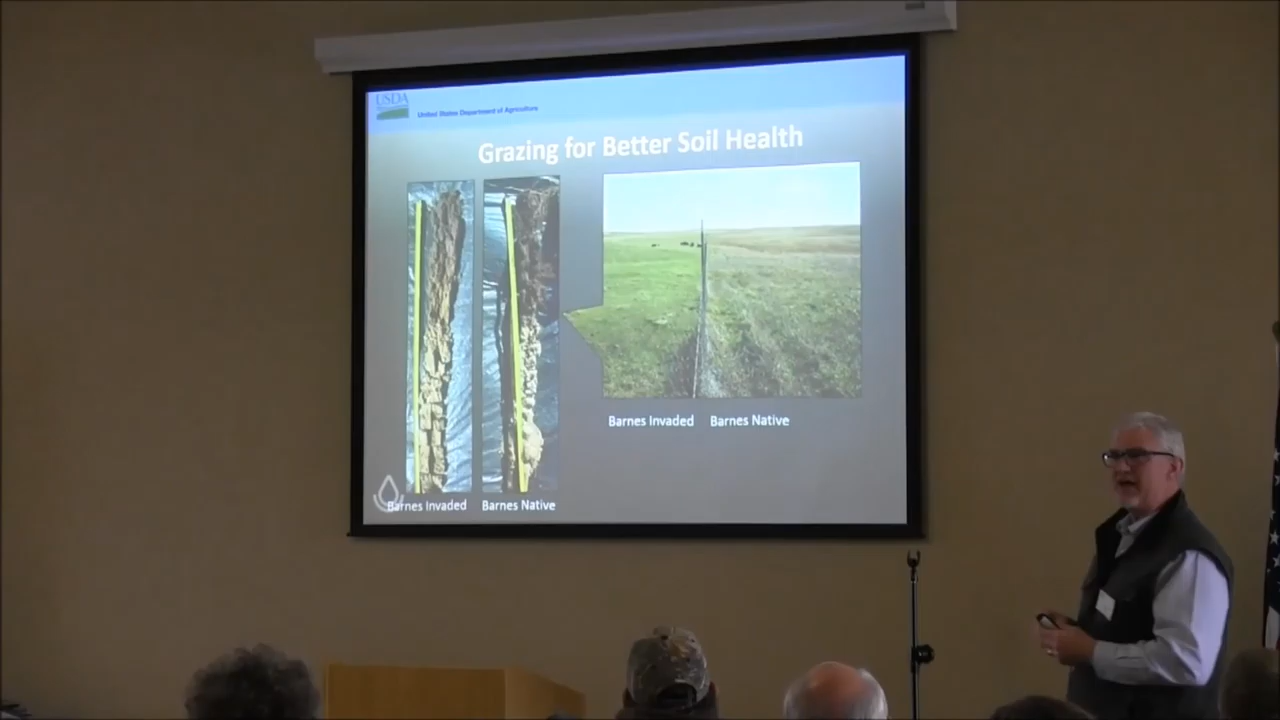 USDA
United States Department of Agriculture
Grazing for Better Soil Health
Barnes Invaded
Barnes Native
Barnes Invaded
Barnes Native